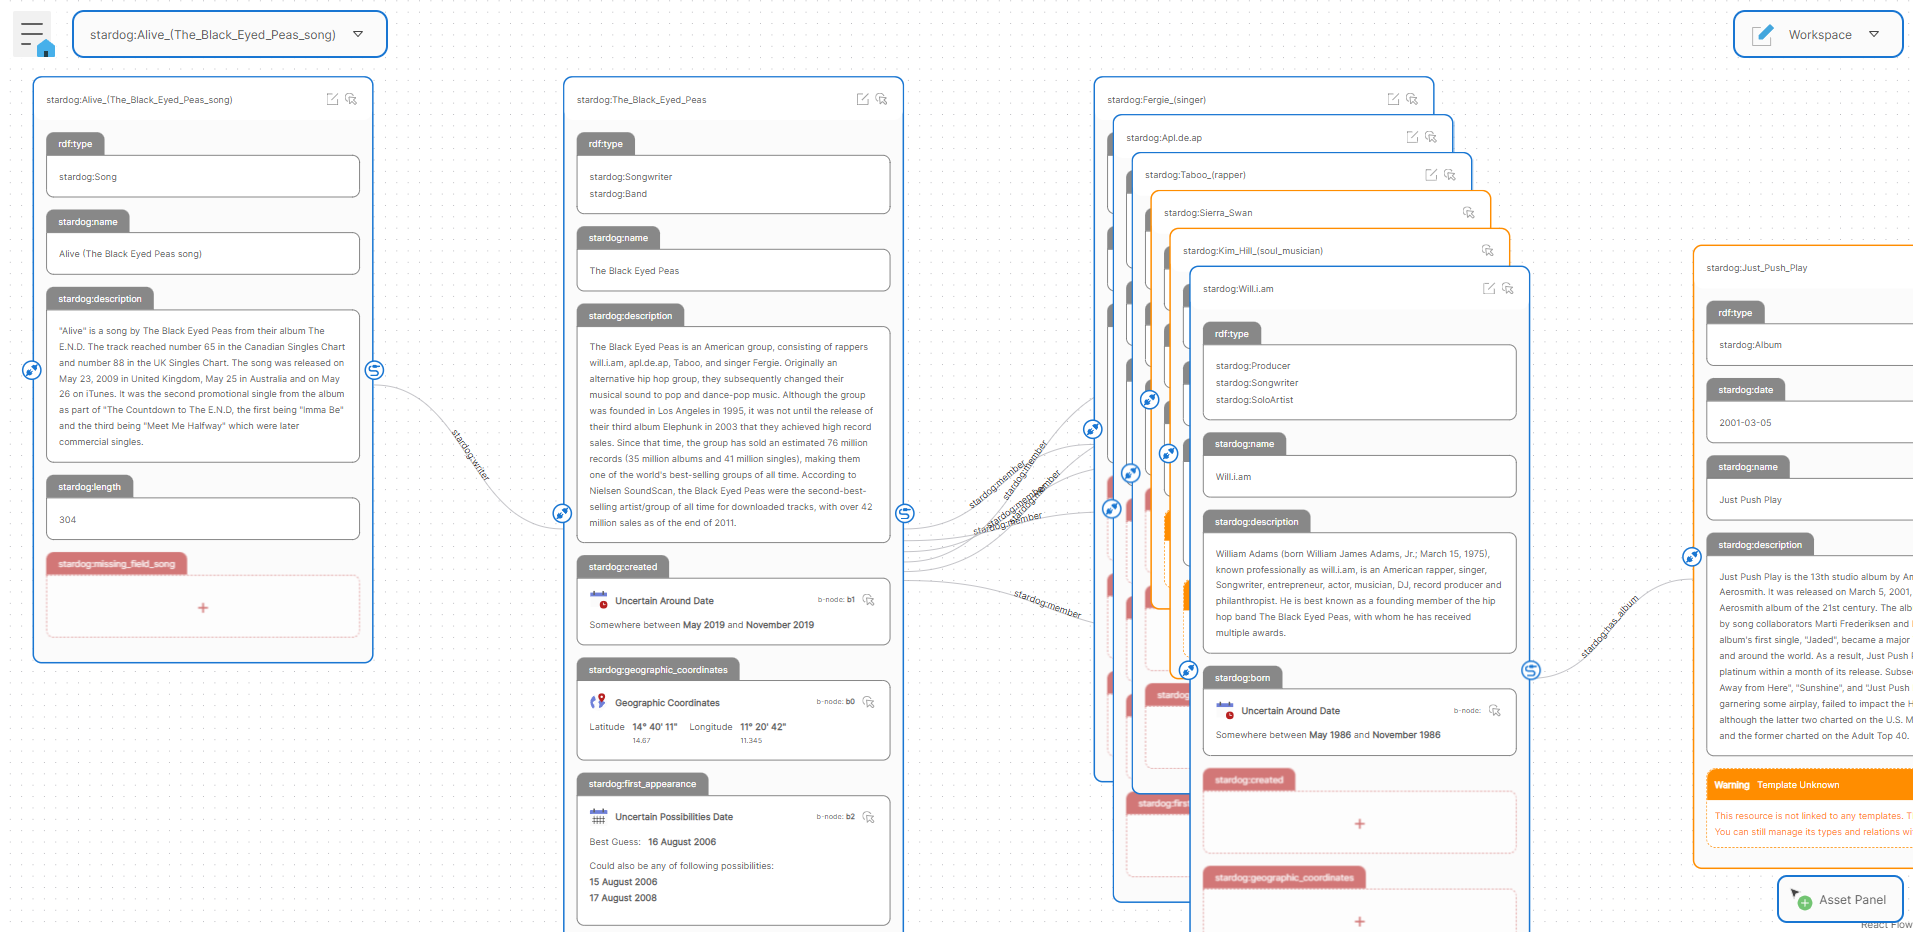 stardog:Alive_(The_Black_Eyed_Peas_song)
Workspace
stardog:Alive_(The_Black_Eyed_Peas_song)
rdf:type
stardog:Song
stardog:name
Alive (The Black Eyed Peas song)
stardog:description
"Alive" is a song by The Black Eyed Peas from their album The
E.N.D. The track reached number 65 in the Canadian Singles Chart
and number 88 in the UK Singles Chart. The song was released on
May 23, 2009 in United Kingdom, May 25 in Australia and on May
26 on iTunes. It was the second promotional single from the album
as part of "The Countdown to The E.N.D, the first being "Imma Be"
and the third being "Meet Me Halfway" which were later
commercial singles.
stardog:length
304
stardog:missing_field_song
+
stardog:writer
stardog:The_Black_Eyed_Peas
rdf:type
stardog:Songwriter
stardog:Band
stardog:name
The Black Eyed Peas
stardog:description
The Black Eyed Peas is an American group, consisting of rappers
will.i.am, apl.de.ap, Taboo, and singer Fergie. Originally an
alternative hip hop group, they subsequently changed their
musical sound to pop and dance-pop music. Although the group
was founded in Los Angeles in 1995, it was not until the release of
their third album Elephunk in 2003 that they achieved high record
sales. Since that time, the group has sold an estimated 76 million
records (35 million albums and 41 million singles), making them
one of the world's best-selling groups of all time. According to
Nielsen SoundScan, the Black Eyed Peas were the second-best-
selling artist/group of all time for downloaded tracks, with over 42
million sales as of the end of 2011.
stardog:created
Uncertain Around Date b-node: b1
Somewhere between May 2019 and November 2019
stardog:geographic_coordinates
Geographic Coordinates b-node: b0
Latitude 14° 40' 11" Longitude 11° 20' 42"
14.67 11.345
stardog:first_appearance
Uncertain Possibilities Date b-node: b2
Best Guess: 16 August 2006
Could also be any of following possibilities:
15 August 2006
17 August 2008
stardog:member
stardog:member
stardog:member
stardog:member
stardog:member
stardog:member
stardog:Fergie_(singer)
stardog:Apl.de.ap
stardog:Taboo_(rapper)
stardog:Sierra_Swan
stardog:Kim_Hill_(soul_musician)
stardog
stardog:first
stardog:Will.i.am
rdf:type
stardog:Producer
stardog:Songwriter
stardog:SoloArtist
stardog:name
Will.i.am
stardog:description
William Adams (born William James Adams, Jr.; March 15, 1975),
known professionally as will.i.am, is an American rapper, singer,
Songwriter, entrepreneur, actor, musician, DJ, record producer and
philanthropist. He is best known as a founding member of the hip
hop band The Black Eyed Peas, with whom he has received
multiple awards.
stardog:born
Uncertain Around Date b-node:
Somewhere between May 1986 and November 1986
stardog:created
+
stardog:geographic_coordinates
+
stardog:has_album
stardog:Just_Push_Play
rdf:type
stardog:Album
stardog:date
2001-03-05
stardog:name
Just Push Play
stardog:description
Just Push Play is the 13th studio album by Am
Aerosmith. It was released on March 5, 2001,
Aerosmith album of the 21st century. The alb
by song collaborators Marti Frederiksen and
album's first single, "Jaded", became a major
and around the world. As a result, Just Push
platinum within a month of its release. Subse
Away from Here", "Sunshine", and "Just Push
garnering some airplay, failed to impact the H
although the latter two charted on the U.S. M
and the former charted on the Adult Top 40.
Warning Template Unknown
This resource is not linked to any templates. T
You can still manage its types and relations wi
Asset Panel
React Flow